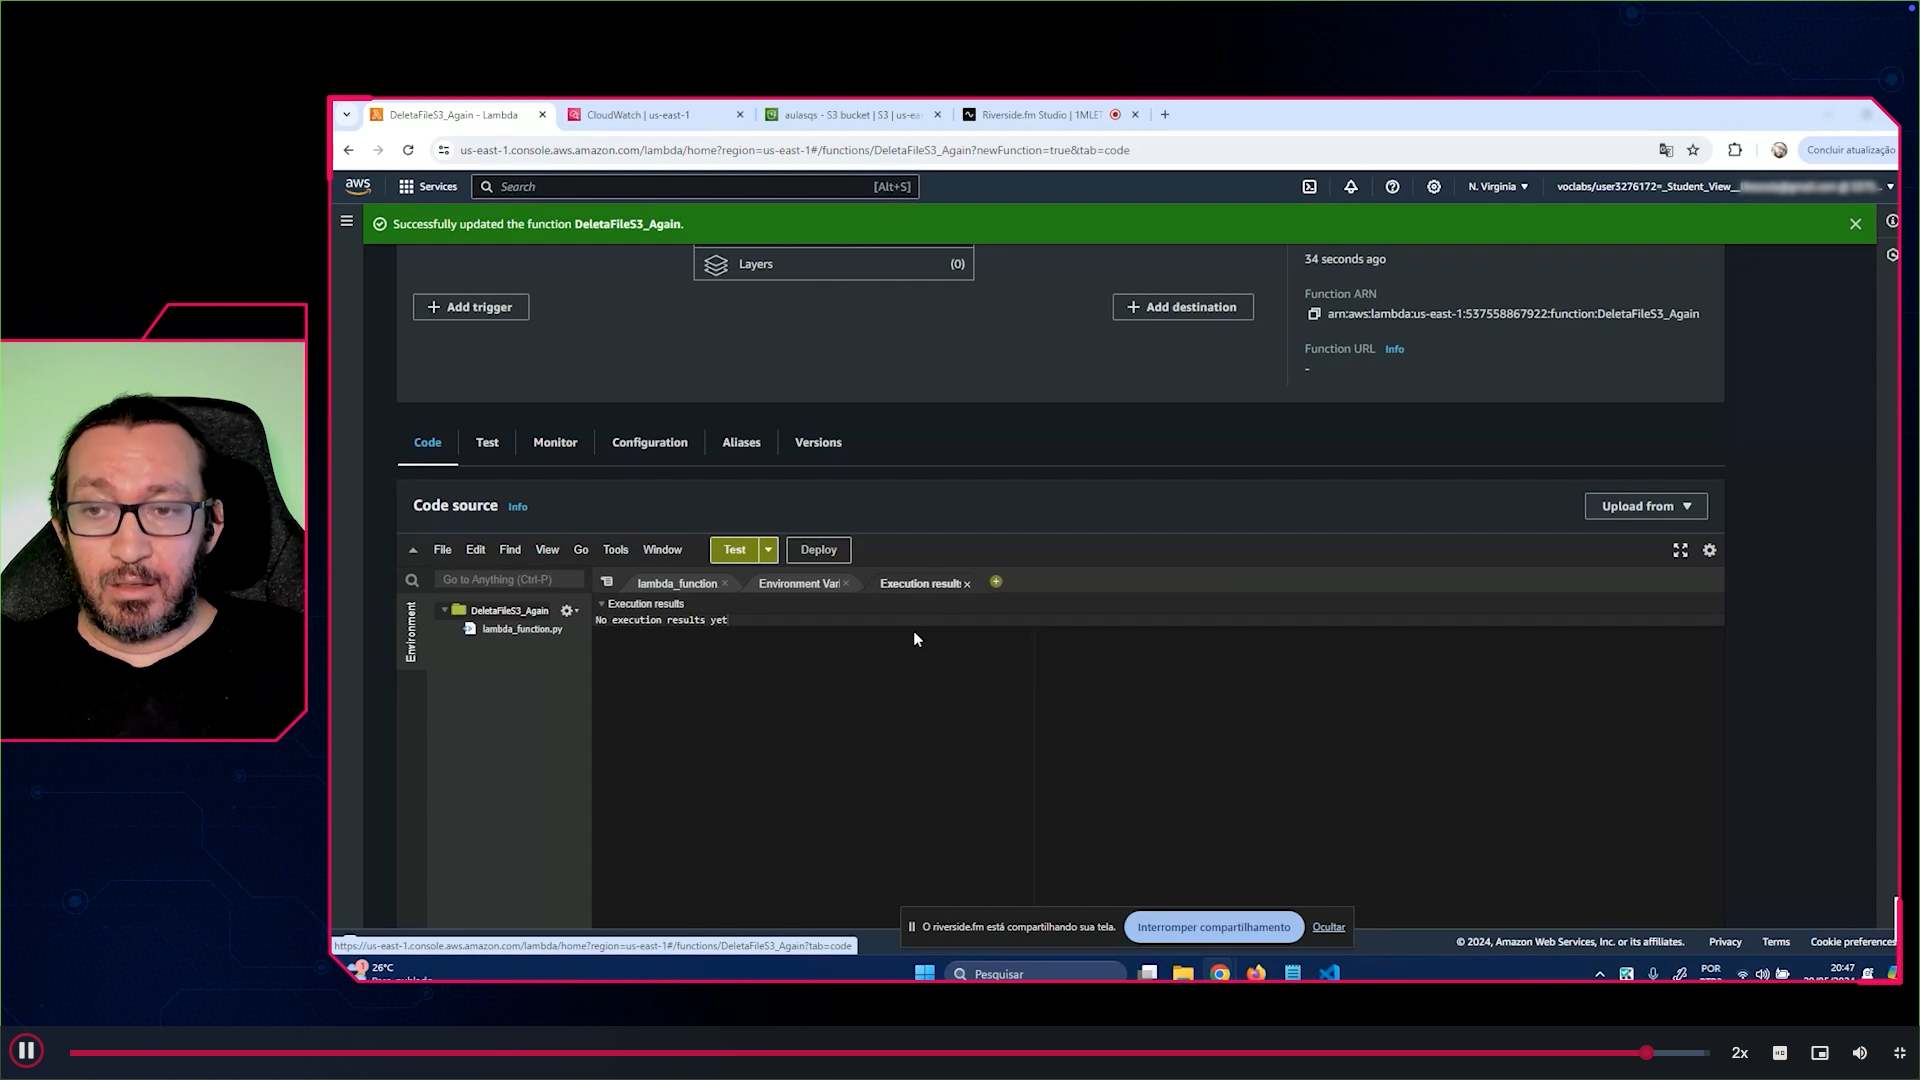 DeletaFileS3_Again - Lambda
CloudWatch | us-east-1
aulasqs - S3 bucket | S3 | us-ea
Riverside.fm Studio | 1MLET
us-east-1.console.aws.amazon.com/lambda/home?region=us-east-1#/functions/DeletaFileS3_Again?newFunction=true&tab=code
Concluir atualização
aws
Services
Search
[Alt+S]
N. Virginia
voclabs/user3276172=_Student_View_
Successfully updated the function DeletaFileS3_Again.
Layers
(0)
34 seconds ago
Add trigger
Add destination
Function ARN
arn:aws:lambda:us-east-1:537558867922:function:DeletaFileS3_Again
Function URL Info
-
Code
Test
Monitor
Configuration
Aliases
Versions
Code source Info
Upload from
File
Edit
Find
View
Go
Tools
Window
Test
Deploy
Go to Anything (Ctrl-P)
lambda_function
Environment Vari
Execution results
Environment
DeletaFileS3_Again
lambda_function.py
Execution results
No execution results yet
O riverside.fm está compartilhando sua tela.
Interromper compartilhamento
Ocultar
https://us-east-1.console.aws.amazon.com/lambda/home?region=us-east-1#/functions/DeletaFileS3_Again?tab=code
© 2024, Amazon Web Services, Inc. or its affiliates.
Privacy
Terms
Cookie preferences
1
26°C
Pesquisar
POR
20:47
2x
HD